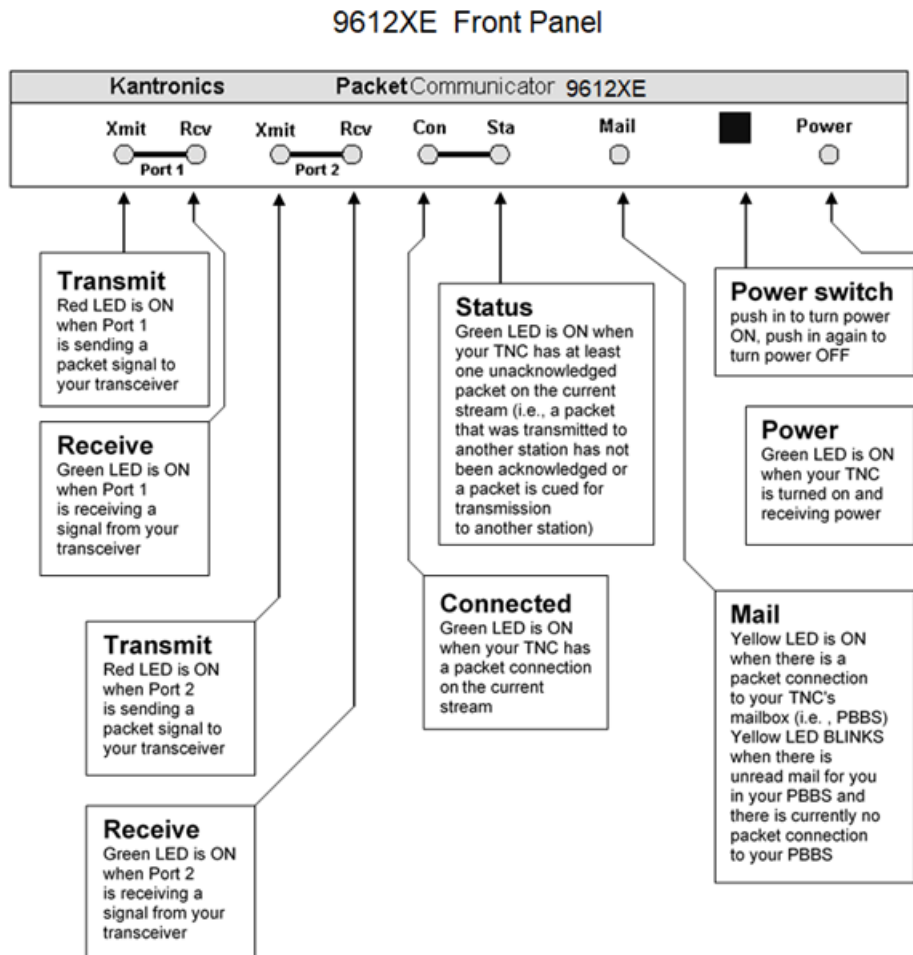 9612XE Front Panel
Kantronics PacketCommunicator 9612XE
Xmit Rcv Xmit Rcv Con Sta Mail Power
Port 1 Port 2
Transmit
Red LED is ON
when Port 1
is sending a
packet signal to
your transceiver
Receive
Green LED is ON
when Port 1
is receiving a
signal from your
transceiver
Transmit
Red LED is ON
when Port 2
is sending a
packet signal to
your transceiver
Receive
Green LED is ON
when Port 2
is receiving a
signal from your
transceiver
Status
Green LED is ON when
your TNC has at least
one unacknowledged
packet on the current
stream (i.e., a packet
that was transmitted to
another station has not
been acknowledged or
a packet is cued for
transmission
to another station)
Connected
Green LED is ON
when your TNC has
a packet connection
on the current
stream
Power switch
push in to turn power
ON, push in again to
turn power OFF
Power
Green LED is ON
when your TNC
is turned on and
receiving power
Mail
Yellow LED is ON
when there is a
packet connection
to your TNC's
mailbox (i.e. , PBBS)
Yellow LED BLINKS
when there is
unread mail for you
in your PBBS and
there is currently no
packet connection
to your PBBS